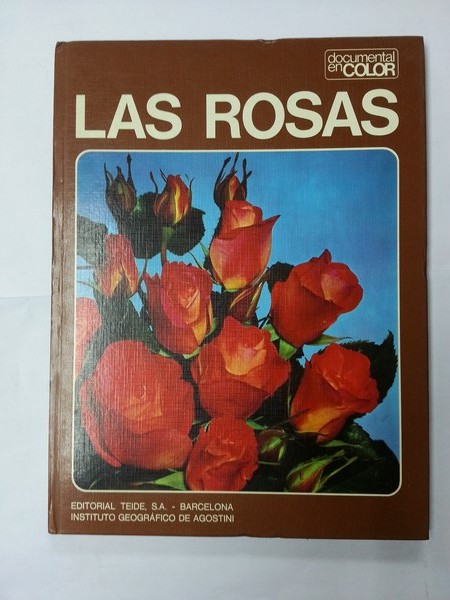 documental
en COLOR
LAS ROSAS
EDITORIAL TEIDE, S.A. - BARCELONA
INSTITUTO GEOGRÁFICO DE AGOSTINI